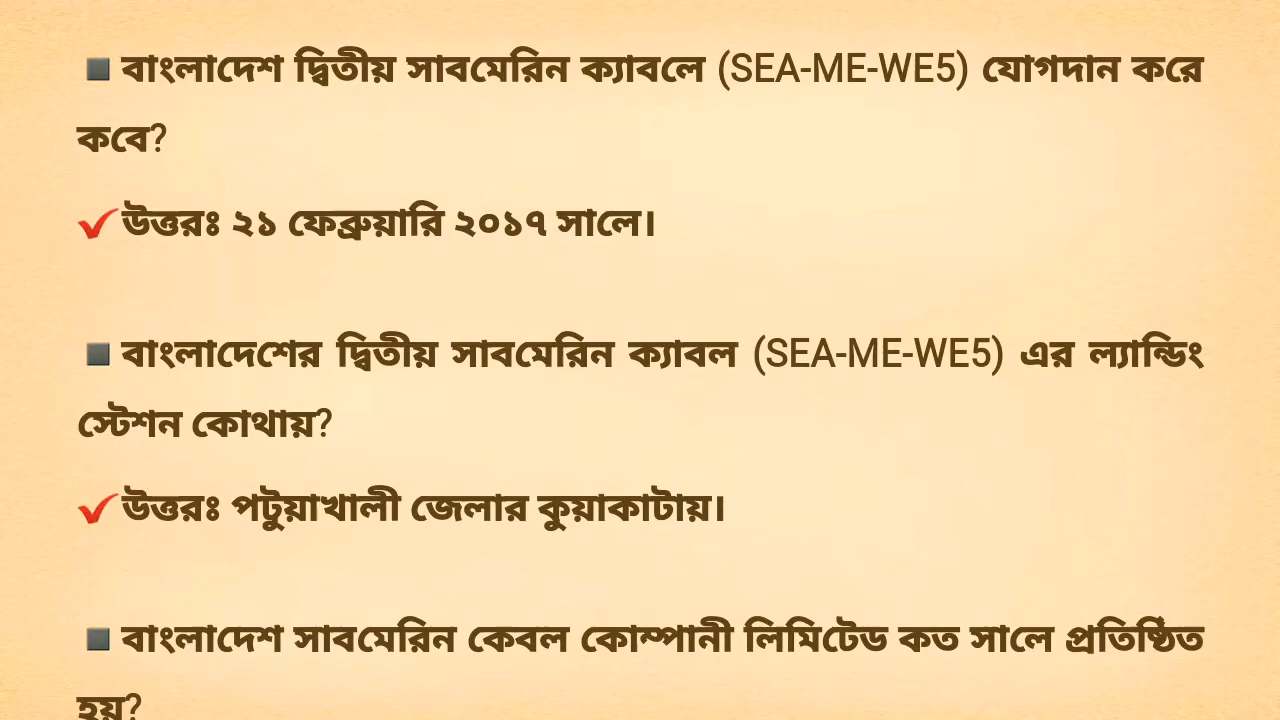 ◾বাংলাদেশ দ্বিতীয় সাবমেরিন ক্যাবলে (SEA-ME-WE5) যোগদান করে
কবে?
✔উত্তরঃ ২১ ফেব্রুয়ারি ২০১৭ সালে।
◾বাংলাদেশের দ্বিতীয় সাবমেরিন ক্যাবল (SEA-ME-WE5) এর ল্যান্ডিং
স্টেশন কোথায়?
✔উত্তরঃ পটুয়াখালী জেলার কুয়াকাটায়।
◾বাংলাদেশ সাবমেরিন কেবল কোম্পানী লিমিটেড কত সালে প্রতিষ্ঠিত
হয়?